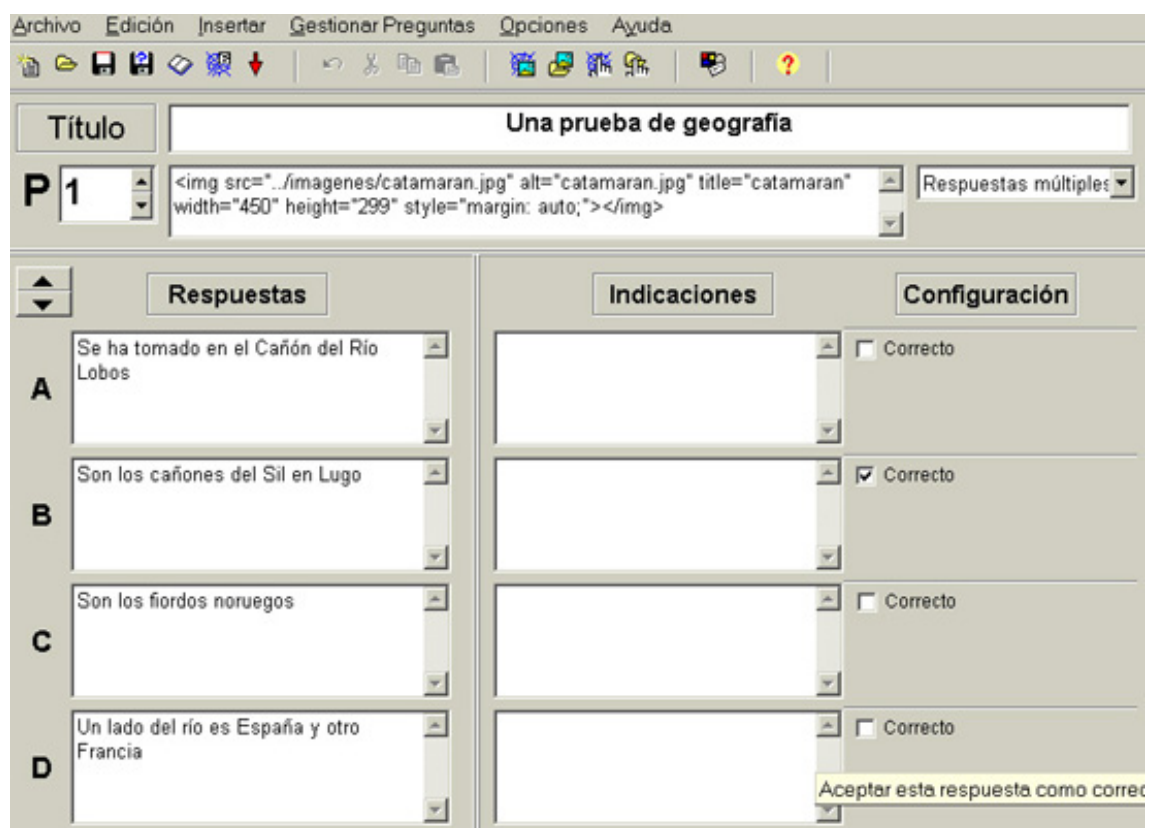 Archivo Edición Insertar Gestionar Preguntas Opciones Ayuda
Título
Una prueba de geografía
P 1
<img src="../imagenes/catamaran.jpg" alt="catamaran.jpg" title="catamaran"
width="450" height="299" style="margin: auto;"></img>
Respuestas múltiples
Respuestas Indicaciones Configuración
A
Se ha tomado en el Cañón del Río
Lobos
Correcto
B
Son los cañones del Sil en Lugo
Correcto
C
Son los fiordos noruegos
Correcto
D
Un lado del río es España y otro
Francia
Correcto
Aceptar esta respuesta como correc